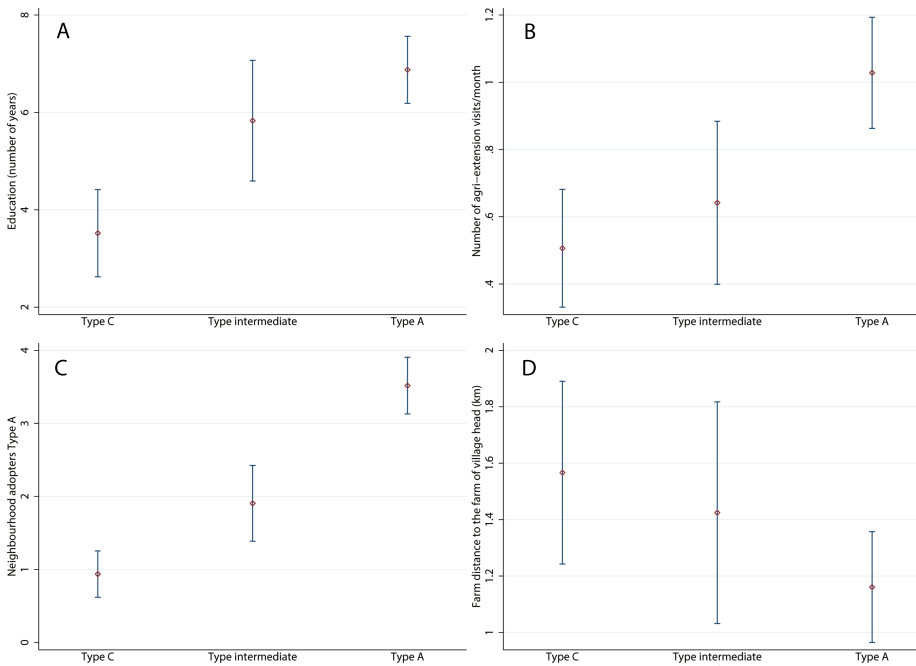 A
Education (number of years)
8
6
4
2
Type C Type intermediate Type A
B
Number of agri−extension visits/month
1.2
1
.8
.6
.4
Type C Type intermediate Type A
C
Neighbourhood adopters Type A
4
3
2
1
0
Type C Type intermediate Type A
D
Farm distance to the farm of village head (km)
2
1.8
1.6
1.4
1.2
1
Type C Type intermediate Type A